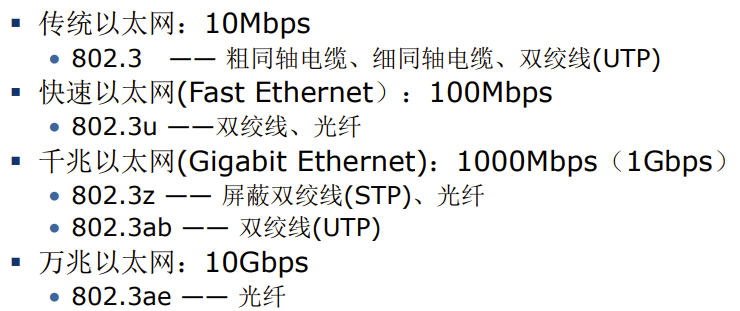 ▪ 传统以太网：10Mbps
• 802.3 —— 粗同轴电缆、细同轴电缆、双绞线(UTP)
▪ 快速以太网(Fast Ethernet）：100Mbps
• 802.3u ——双绞线、光纤
▪ 千兆以太网(Gigabit Ethernet)：1000Mbps（1Gbps）
• 802.3z —— 屏蔽双绞线(STP)、光纤
• 802.3ab —— 双绞线(UTP)
▪ 万兆以太网：10Gbps
• 802.3ae —— 光纤